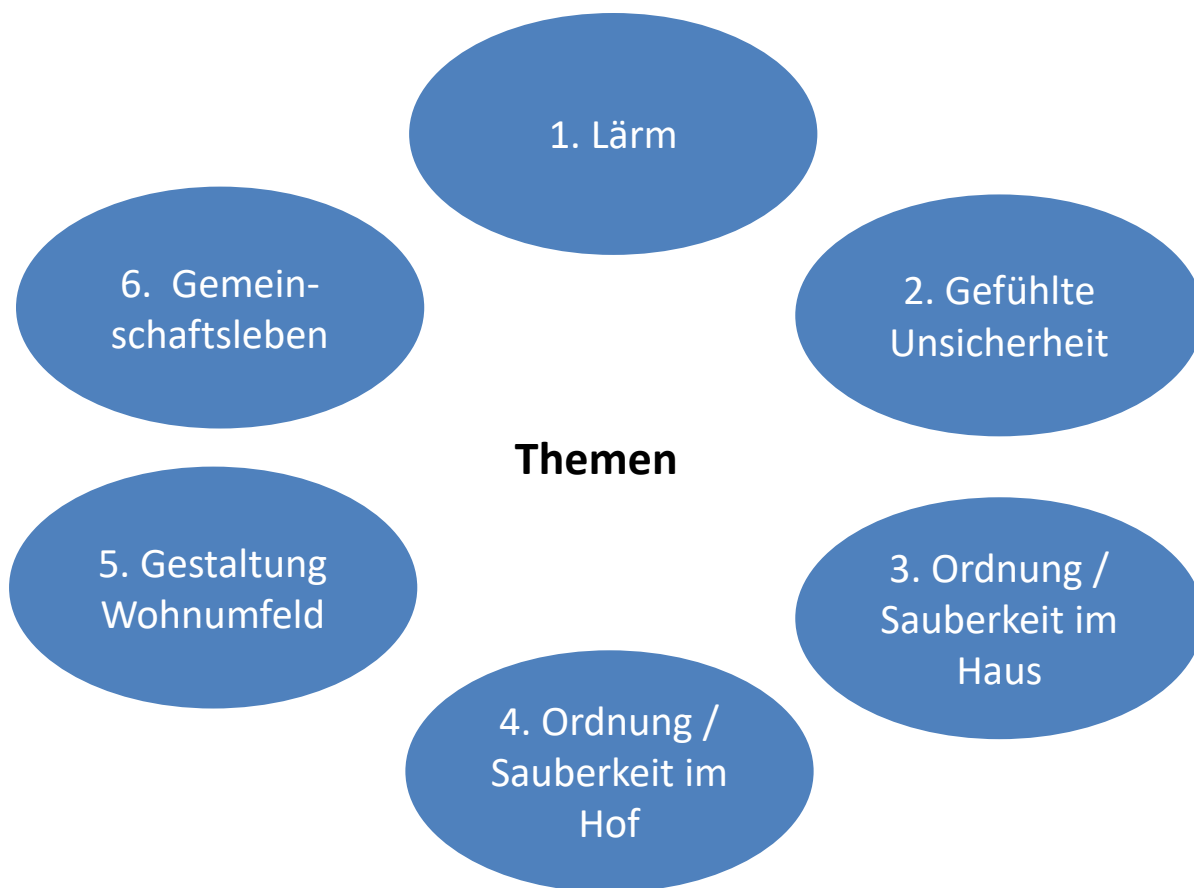 1. Lärm
2. Gefühlte
Unsicherheit
3. Ordnung /
Sauberkeit im
Haus
4. Ordnung /
Sauberkeit im
Hof
5. Gestaltung
Wohnumfeld
6.  Gemein-
schaftsleben
Themen